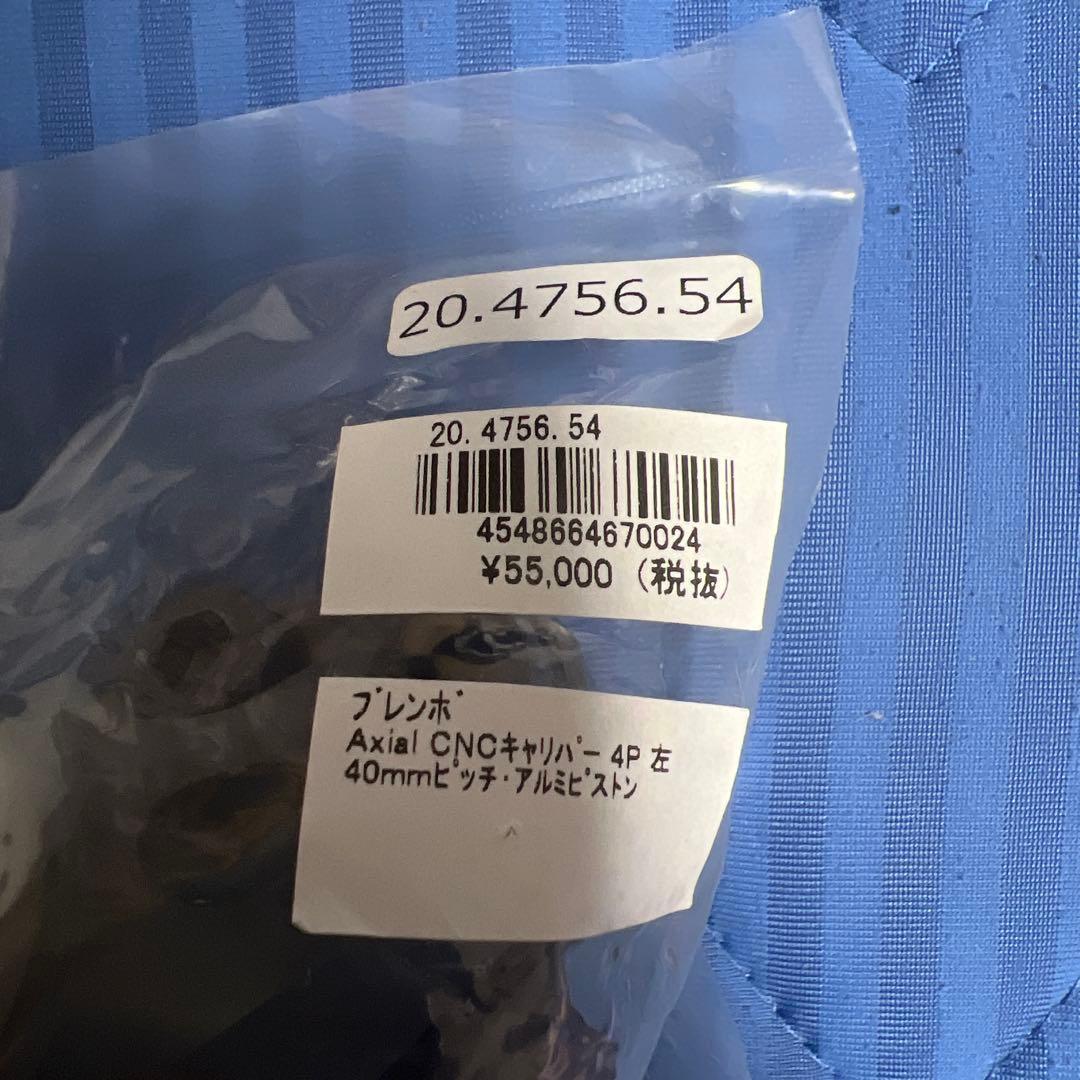 20.4756.54
20. 4756. 54
4548664670024
¥55,000 (税抜)
ﾌﾞﾚﾝﾎﾞ
Axial CNCｷｬﾘﾊﾟｰ 4P 左
40mmﾋﾟｯﾁ・ｱﾙﾐﾋﾟｽﾄﾝ